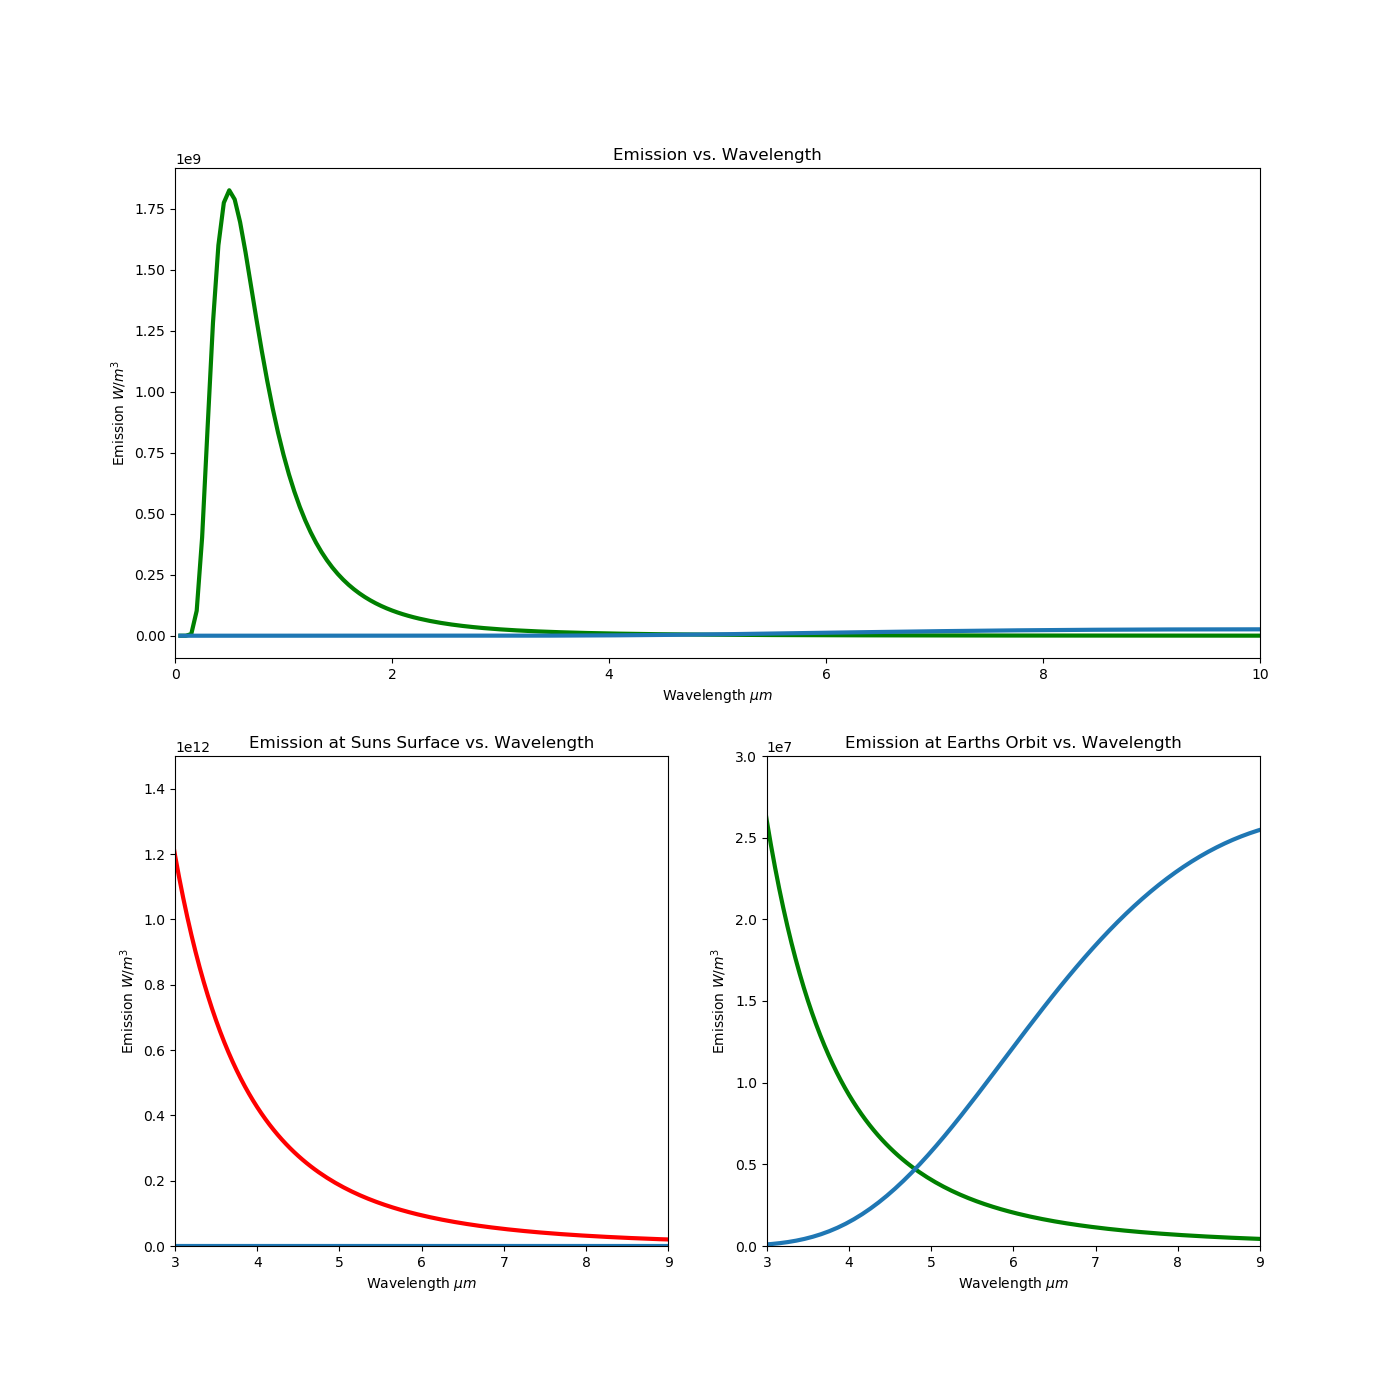 Emission vs. Wavelength
1e9
1.75
1.50
1.25
1.00
0.75
0.50
0.25
0.00
Emission W/m³
0 2 4 6 8 10
Wavelength μm
Emission at Suns Surface vs. Wavelength
1e12
1.4
1.2
1.0
0.8
0.6
0.4
0.2
0.0
Emission W/m³
3 4 5 6 7 8 9
Wavelength μm
Emission at Earths Orbit vs. Wavelength
1e7
3.0
2.5
2.0
1.5
1.0
0.5
0.0
Emission W/m³
3 4 5 6 7 8 9
Wavelength μm